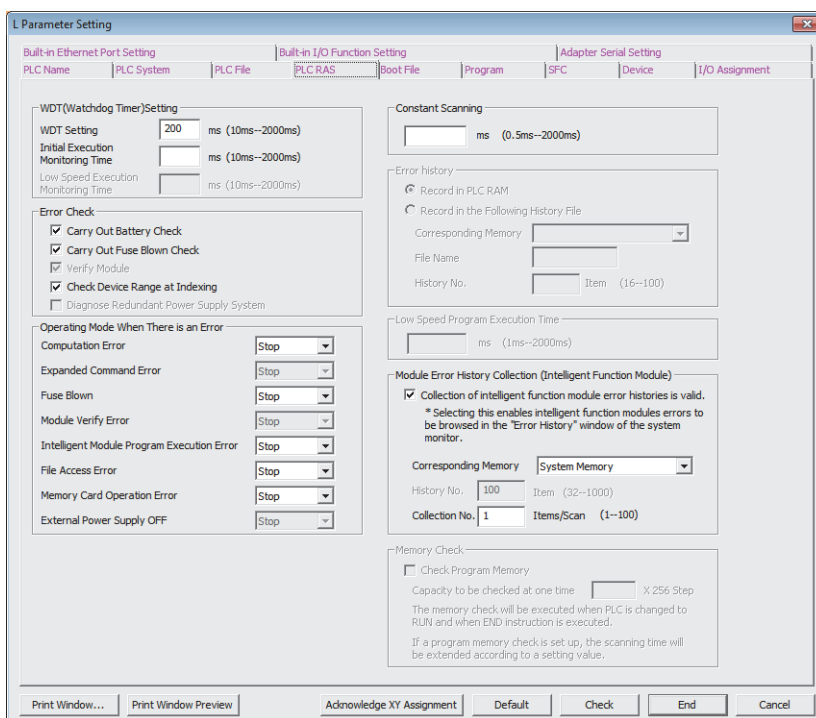 L Parameter Setting
Built-in Ethernet Port Setting
Built-in I/O Function Setting
Adapter Serial Setting
PLC Name
PLC System
PLC File
PLC RAS
Boot File
Program
SFC
Device
I/O Assignment
WDT(Watchdog Timer)Setting
WDT Setting 200 ms (10ms--2000ms)
Initial Execution
Monitoring Time ms (10ms--2000ms)
Low Speed Execution
Monitoring Time ms (10ms--2000ms)
Error Check
Carry Out Battery Check
Carry Out Fuse Blown Check
Verify Module
Check Device Range at Indexing
Diagnose Redundant Power Supply System
Operating Mode When There is an Error
Computation Error Stop
Expanded Command Error Stop
Fuse Blown Stop
Module Verify Error Stop
Intelligent Module Program Execution Error Stop
File Access Error Stop
Memory Card Operation Error Stop
External Power Supply OFF Stop
Constant Scanning
ms (0.5ms--2000ms)
Error history
Record in PLC RAM
Record in the Following History File
Corresponding Memory
File Name
History No. Item (16--100)
Low Speed Program Execution Time
ms (1ms--2000ms)
Module Error History Collection (Intelligent Function Module)
Collection of intelligent function module error histories is valid.
* Selecting this enables intelligent function modules errors to
be browsed in the "Error History" window of the system
monitor.
Corresponding Memory System Memory
History No. 100 Item (32--1000)
Collection No. 1 Items/Scan (1--100)
Memory Check
Check Program Memory
Capacity to be checked at one time X 256 Step
The memory check will be executed when PLC is changed to
RUN and when END instruction is executed.
If a program memory check is set up, the scanning time will
be extended according to a setting value.
Print Window...
Print Window Preview
Acknowledge XY Assignment
Default
Check
End
Cancel